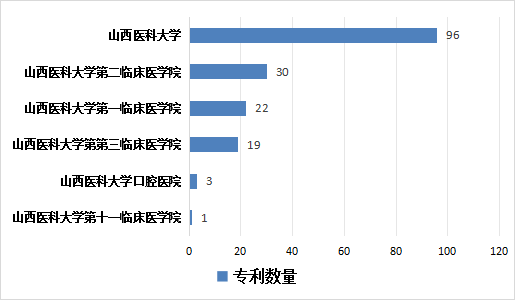 山西医科大学
96
山西医科大学第二临床医学院
30
山西医科大学第一临床医学院
22
山西医科大学第第三临床医学院
19
山西医科大学口腔医院
3
山西医科大学第十一临床医学院
1
0 20 40 60 80 100 120
专利数量